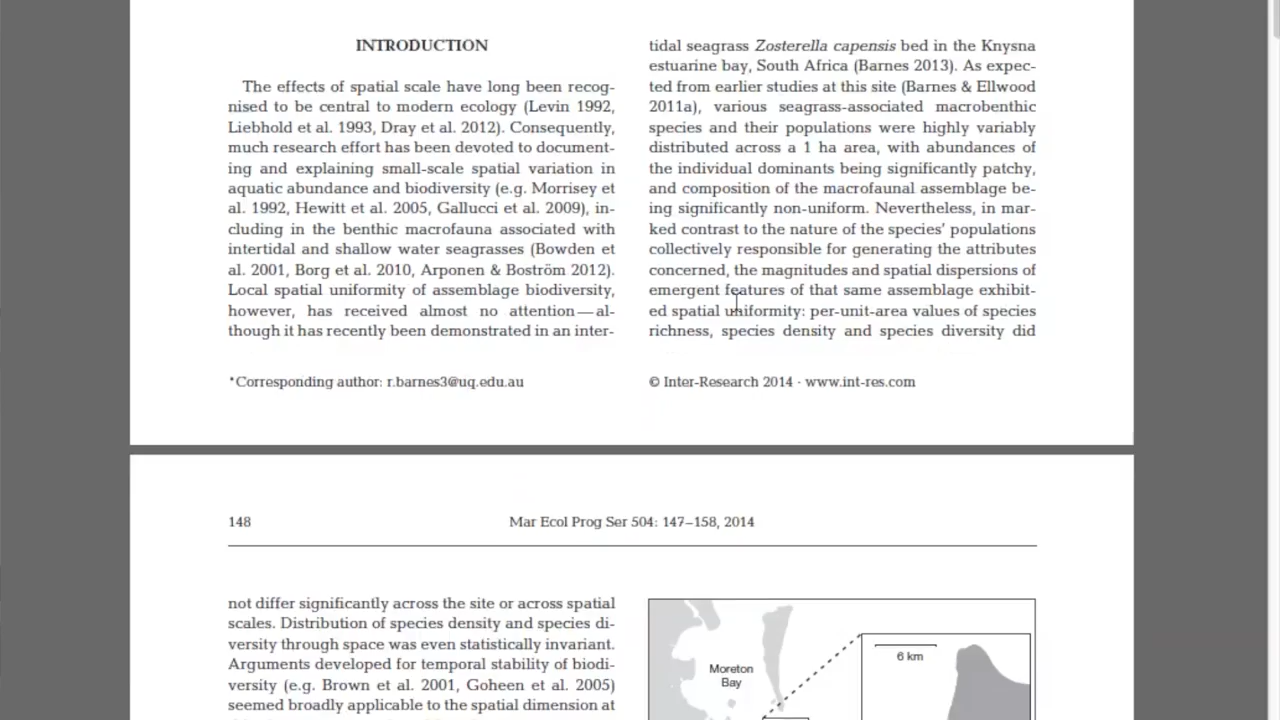 INTRODUCTION
The effects of spatial scale have long been recog-
nised to be central to modern ecology (Levin 1992,
Liebhold et al. 1993, Dray et al. 2012). Consequently,
much research effort has been devoted to document-
ing and explaining small-scale spatial variation in
aquatic abundance and biodiversity (e.g. Morrisey et
al. 1992, Hewitt et al. 2005, Gallucci et al. 2009), in-
cluding in the benthic macrofauna associated with
intertidal and shallow water seagrasses (Bowden et
al. 2001, Borg et al. 2010, Arponen & Boström 2012).
Local spatial uniformity of assemblage biodiversity,
however, has received almost no attention — al-
though it has recently been demonstrated in an inter-
*Corresponding author: r.barnes3@uq.edu.au
tidal seagrass Zosterella capensis bed in the Knysna
estuarine bay, South Africa (Barnes 2013). As expec-
ted from earlier studies at this site (Barnes & Ellwood
2011a), various seagrass-associated macrobenthic
species and their populations were highly variably
distributed across a 1 ha area, with abundances of
the individual dominants being significantly patchy,
and composition of the macrofaunal assemblage be-
ing significantly non-uniform. Nevertheless, in mar-
ked contrast to the nature of the species' populations
collectively responsible for generating the attributes
concerned, the magnitudes and spatial dispersions of
emergent features of that same assemblage exhibit-
ed spatial uniformity: per-unit-area values of species
richness, species density and species diversity did
© Inter-Research 2014 · www.int-res.com
148
Mar Ecol Prog Ser 504: 147–158, 2014
not differ significantly across the site or across spatial
scales. Distribution of species density and species di-
versity through space was even statistically invariant.
Arguments developed for temporal stability of biodi-
versity (e.g. Brown et al. 2001, Goheen et al. 2005)
seemed broadly applicable to the spatial dimension at
Moreton
Bay
6 km